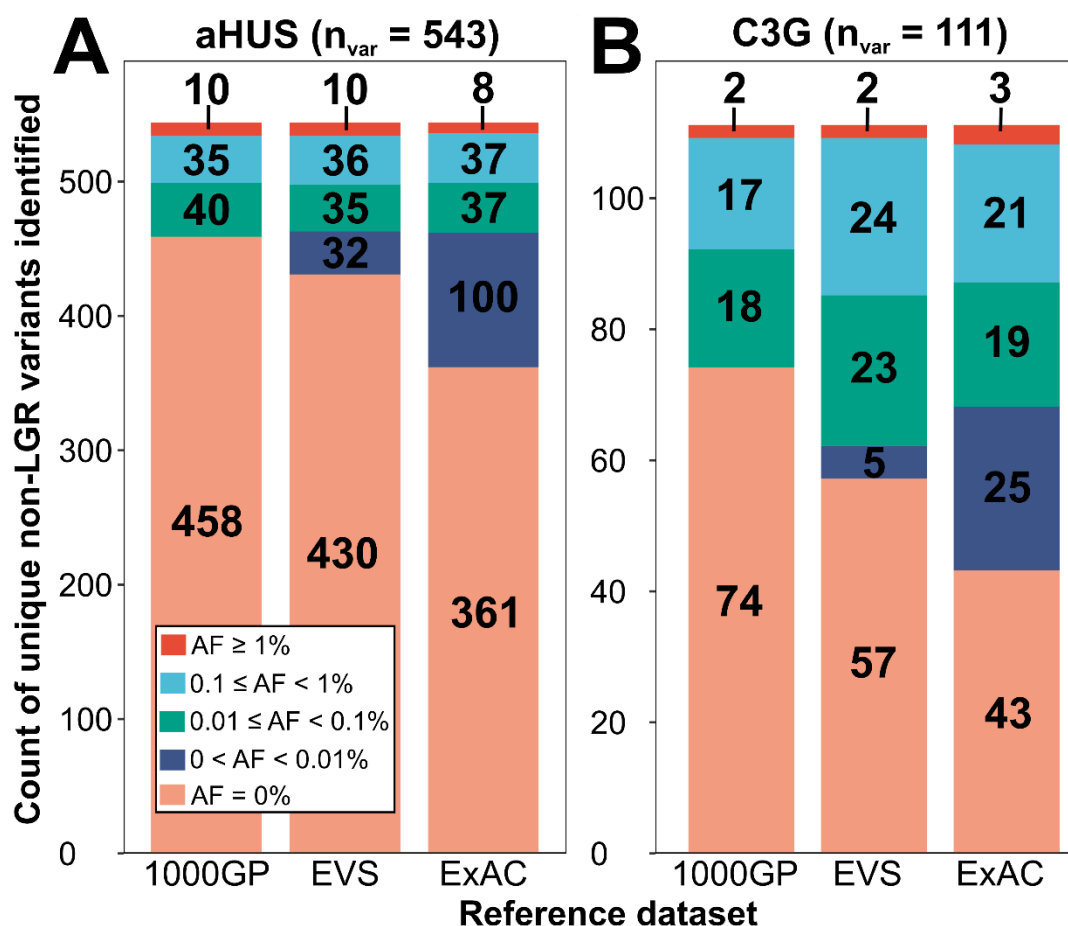 A
aHUS (nvar = 543)
10 10 8
35 36 37
40 35 37
32 100
458 430 361
500
400
300
200
100
0
AF ≥ 1%
0.1 ≤ AF < 1%
0.01 ≤ AF < 0.1%
0 < AF < 0.01%
AF = 0%
1000GP EVS ExAC
Count of unique non-LGR variants identified
B
C3G (nvar = 111)
2 2 3
17 24 21
18 23 19
5 25
74 57 43
100
80
60
40
20
0
1000GP EVS ExAC
Reference dataset